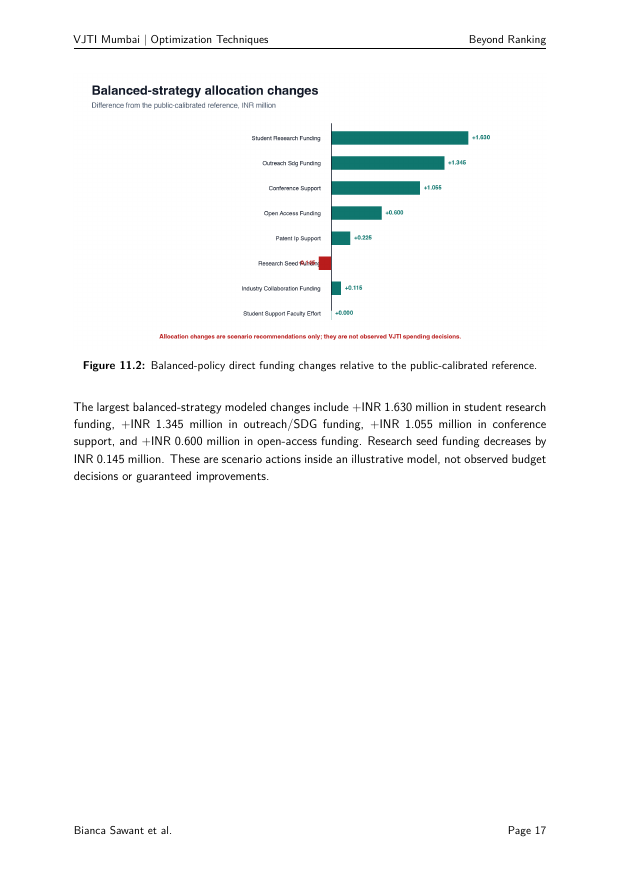 VJTI Mumbai | Optimization Techniques Beyond Ranking
Balanced-strategy allocation changes
Difference from the public-calibrated reference, INR million
Student Research Funding +1.630
Outreach Sdg Funding +1.345
Conference Support +1.055
Open Access Funding +0.600
Patent Ip Support +0.225
Research Seed
Industry Collaboration Funding +0.115
Student Support Faculty Effort +0.000
Allocation changes are scenario recommendations only; they are not observed VJTI spending decisions.
Figure 11.2: Balanced-policy direct funding changes relative to the public-calibrated reference.
The largest balanced-strategy modeled changes include +INR 1.630 million in student research
funding, +INR 1.345 million in outreach/SDG funding, +INR 1.055 million in conference
support, and +INR 0.600 million in open-access funding. Research seed funding decreases by
INR 0.145 million. These are scenario actions inside an illustrative model, not observed budget
decisions or guaranteed improvements.
Bianca Sawant et al. Page 17